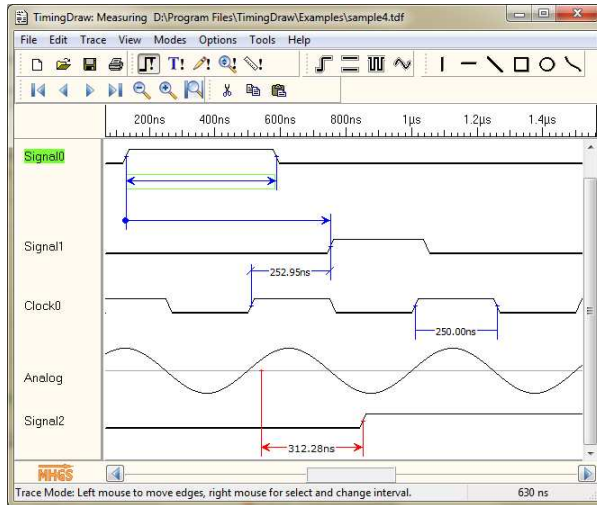 TimingDraw: Measuring D:\Program Files\TimingDraw\Examples\sample4.tdf
File Edit Trace View Modes Options Tools Help
T!
200ns 400ns 600ns 800ns 1µs 1.2µs 1.4µs
Signal0
Signal1
252.95ns
Clock0
250.00ns
Analog
Signal2
312.28ns
MHGS
Trace Mode: Left mouse to move edges, right mouse for select and change interval. 630 ns